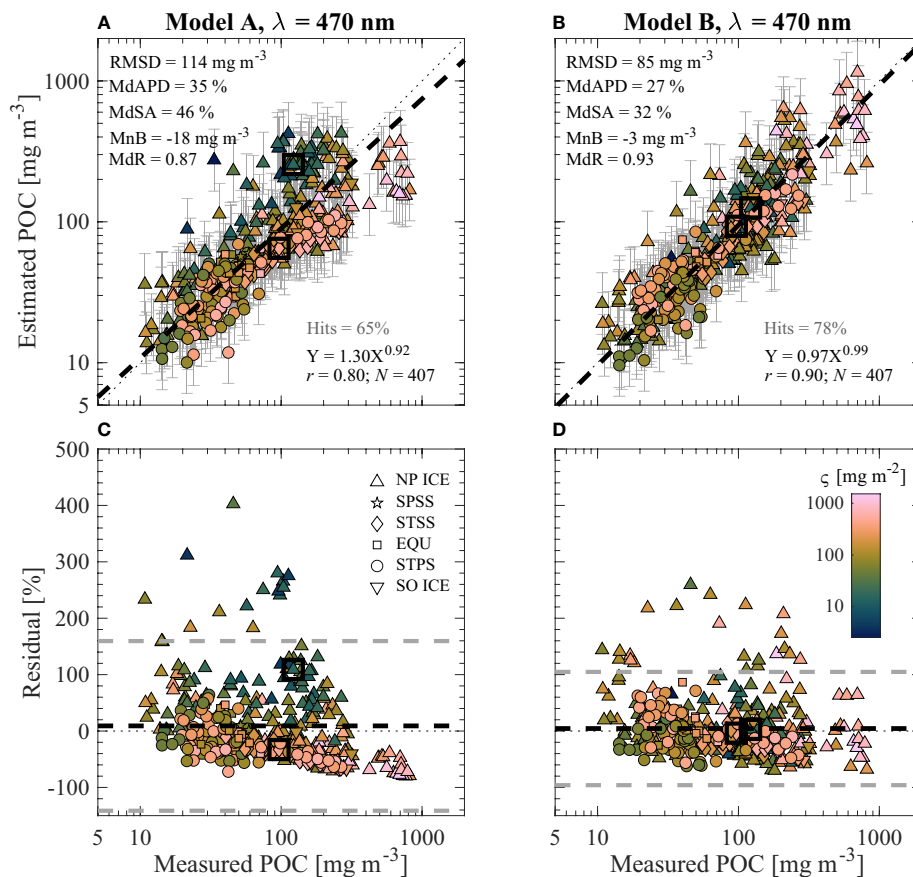 A
Model A, λ = 470 nm
RMSD = 114 mg m-3
MdAPD = 35 %
MdSA = 46 %
MnB = -18 mg m-3
MdR = 0.87
Hits = 65%
Y = 1.30X0.92
r = 0.80; N = 407
Estimated POC [mg m-3]
1000
100
10
5
B
Model B, λ = 470 nm
RMSD = 85 mg m-3
MdAPD = 27 %
MdSA = 32 %
MnB = -3 mg m-3
MdR = 0.93
Hits = 78%
Y = 0.97X0.99
r = 0.90; N = 407
C
NP ICE
SPSS
STSS
EQU
STPS
SO ICE
Residual [%]
500
400
300
200
100
0
-100
5 10 100 1000
Measured POC [mg m-3]
D
ς [mg m-2]
1000
100
10
5 10 100 1000
Measured POC [mg m-3]